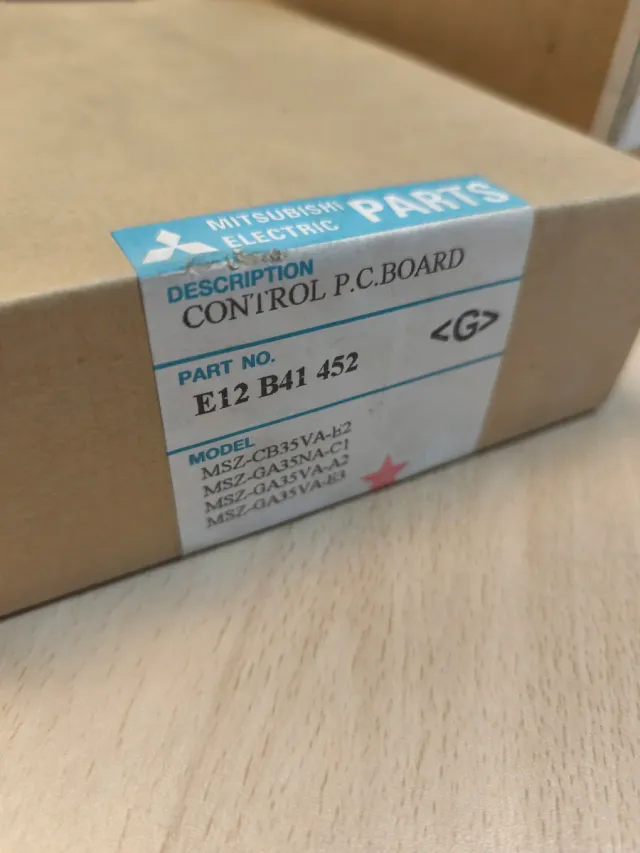 MITSUBISHI
ELECTRIC
PARTS
DESCRIPTION
CONTROL P.C.BOARD
<G>
PART NO.
E12 B41 452
MODEL
MSZ-CB35VA-E2
MSZ-GA35NA-C1
MSZ-GA35VA-A2
MSZ-GA35VA-E3